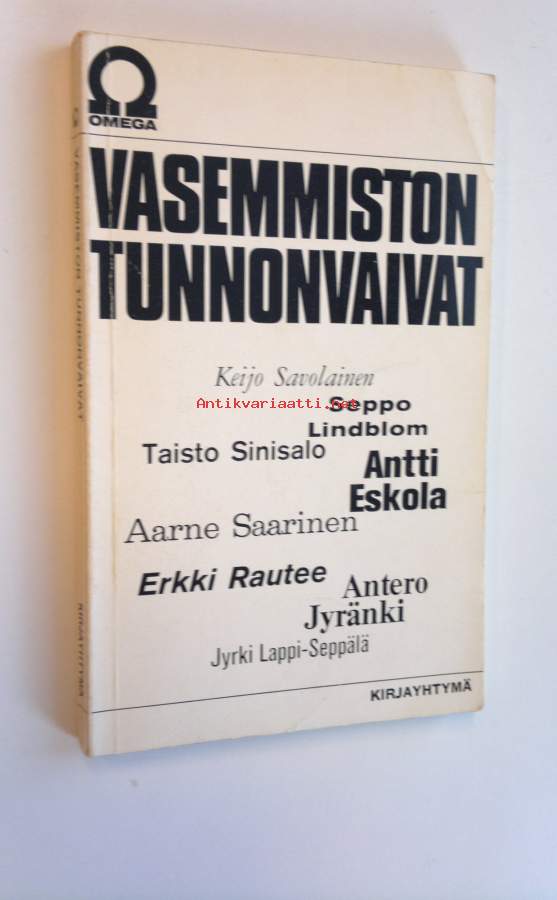 OMEGA
VASEMMISTON
TUNNONVAIVAT
Keijo Savolainen
Antikvariaatti.net
Seppo
Lindblom
Taisto Sinisalo
Antti
Eskola
Aarne Saarinen
Erkki Rautee
Antero
Jyränki
Jyrki Lappi-Seppälä
KIRJAYHTYMÄ
VASEMMISTON TUNNONVAIVAT
KIRJAYHTYMÄ